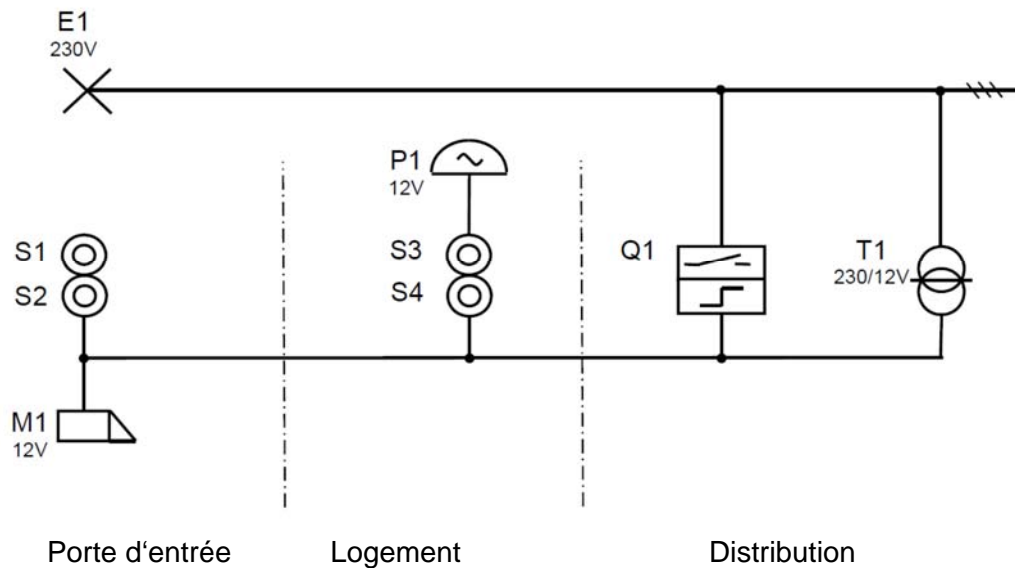 E1
230V
P1
12V
S1
S2
S3
S4
Q1
T1
230/12V
M1
12V
Porte d‘entrée
Logement
Distribution